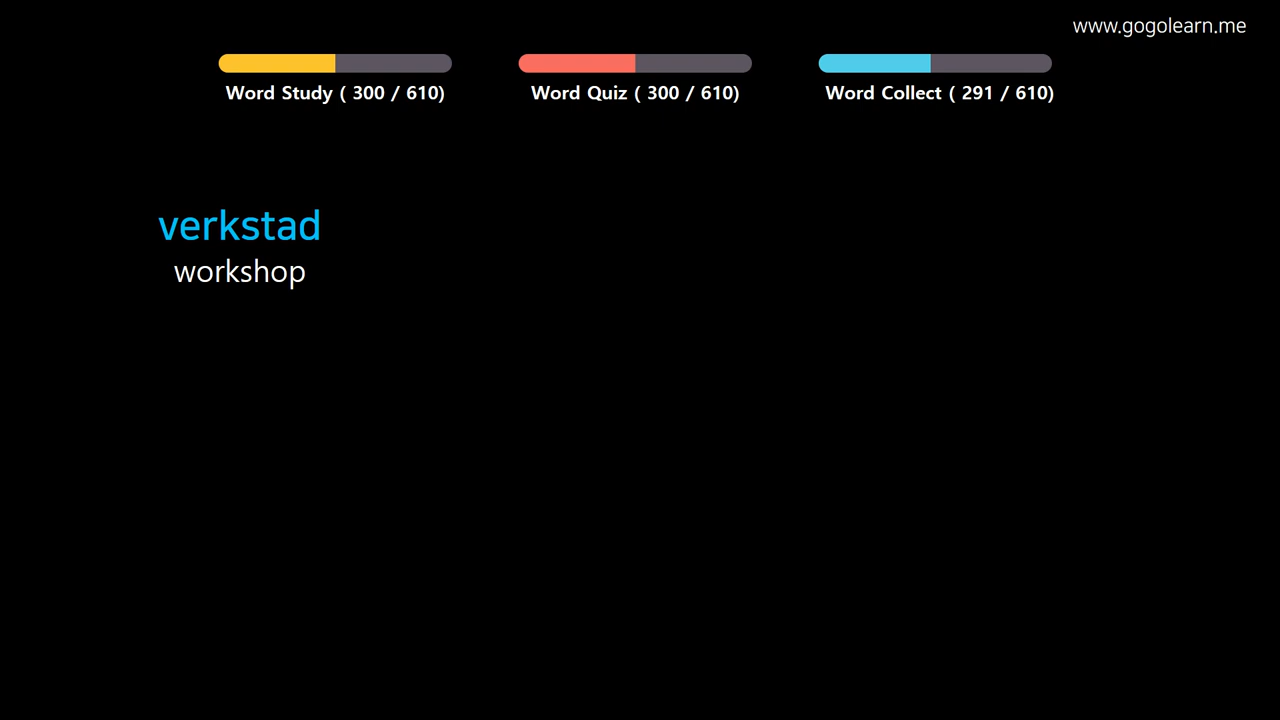 www.gogolearn.me
Word Study ( 300 / 610)
Word Quiz ( 300 / 610)
Word Collect ( 291 / 610)
verkstad
workshop